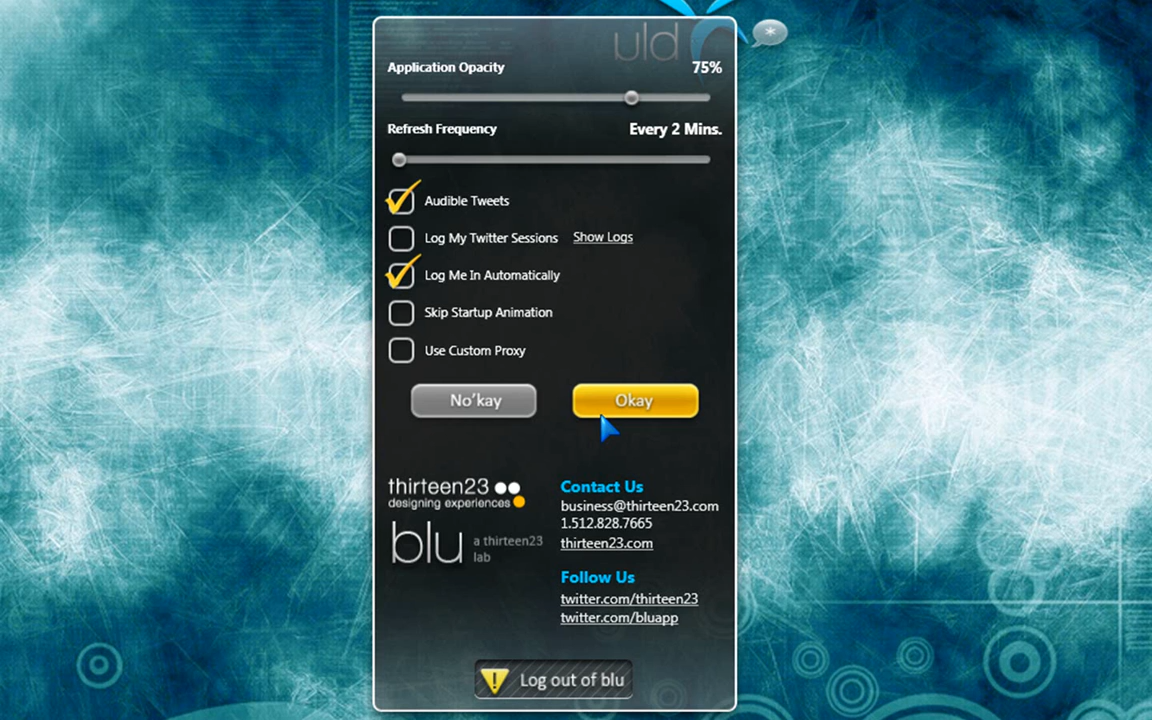 blu
Application Opacity 75%
Refresh Frequency Every 2 Mins.
Audible Tweets
Log My Twitter Sessions Show Logs
Log Me In Automatically
Skip Startup Animation
Use Custom Proxy
No'kay Okay
thirteen23
designing experiences
blu a thirteen23
lab
Contact Us
business@thirteen23.com
1.512.828.7665
thirteen23.com
Follow Us
twitter.com/thirteen23
twitter.com/bluapp
Log out of blu